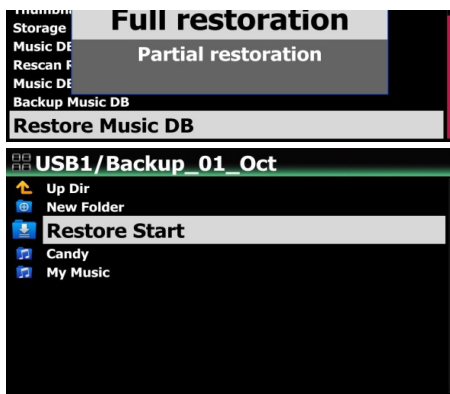 Full restoration
Storage
Partial restoration
Music DB
Rescan
Music DB
Backup Music DB
Restore Music DB
USB1/Backup_01_Oct
Up Dir
New Folder
Restore Start
Candy
My Music